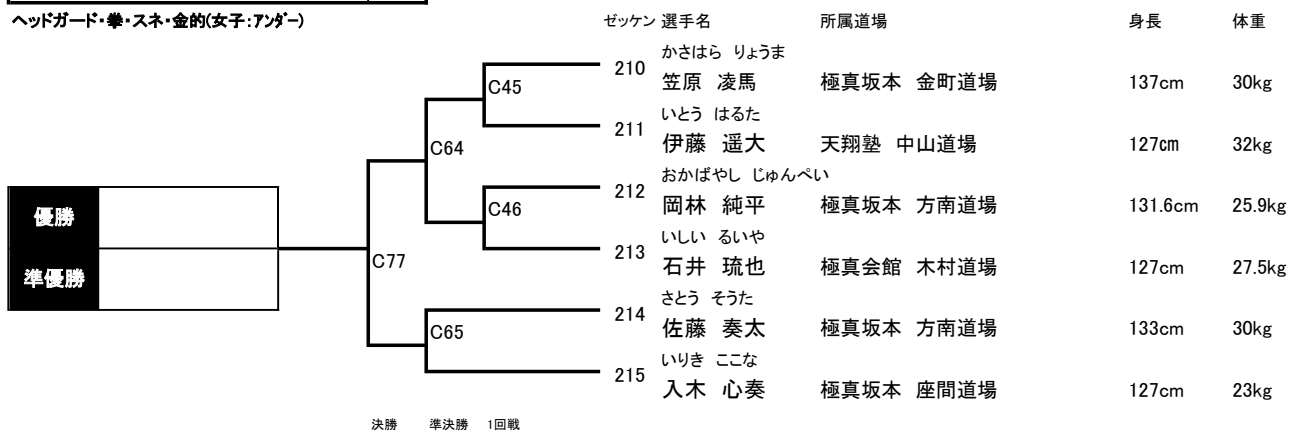 ヘッドガード・拳・スネ・金的(女子:アンダー)
ゼッケン 選手名 所属道場 身長 体重
かさはら りょうま
210 笠原 凌馬 極真坂本 金町道場 137cm 30kg
C45
いとう はるた
211 伊藤 遥大 天翔塾 中山道場 127cm 32kg
C64
おかばやし じゅんぺい
212 岡林 純平 極真坂本 方南道場 131.6cm 25.9kg
C46
優勝
いしい るいや
213 石井 琉也 極真会館 木村道場 127cm 27.5kg
C77
準優勝
さとう そうた
214 佐藤 奏太 極真坂本 方南道場 133cm 30kg
C65
いりき ここな
215 入木 心奏 極真坂本 座間道場 127cm 23kg
決勝 準決勝 1回戦